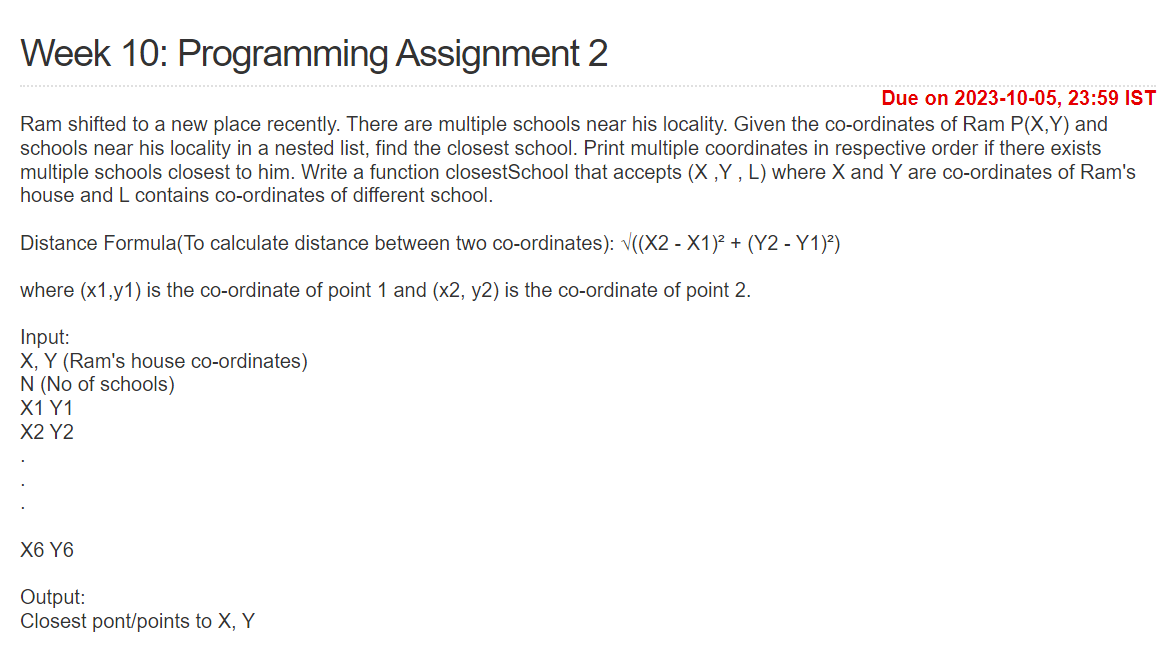 Week 10: Programming Assignment 2
Due on 2023-10-05, 23:59 IST
Ram shifted to a new place recently. There are multiple schools near his locality. Given the co-ordinates of Ram P(X,Y) and
schools near his locality in a nested list, find the closest school. Print multiple coordinates in respective order if there exists
multiple schools closest to him. Write a function closestSchool that accepts (X ,Y , L) where X and Y are co-ordinates of Ram's
house and L contains co-ordinates of different school.
Distance Formula(To calculate distance between two co-ordinates): √((X2 - X1)² + (Y2 - Y1)²)
where (x1,y1) is the co-ordinate of point 1 and (x2, y2) is the co-ordinate of point 2.
Input:
X, Y (Ram's house co-ordinates)
N (No of schools)
X1 Y1
X2 Y2
.
.
.
X6 Y6
Output:
Closest pont/points to X, Y